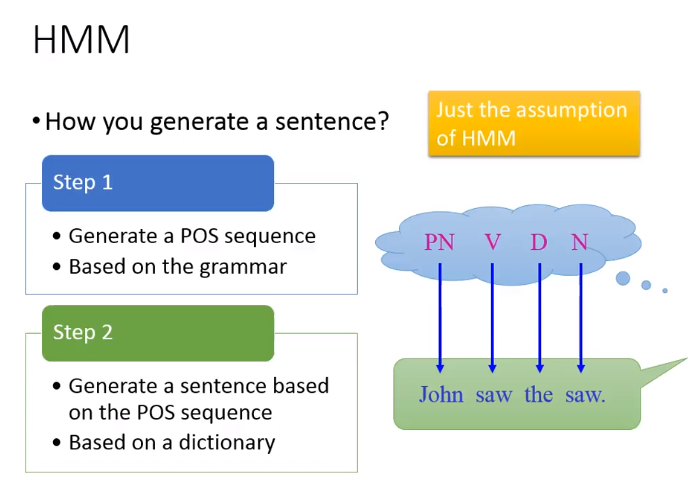 HMM
•How you generate a sentence?
Just the assumption
of HMM
Step 1
• Generate a POS sequence
• Based on the grammar
Step 2
• Generate a sentence based
on the POS sequence
• Based on a dictionary
PN V D N
John saw the saw.